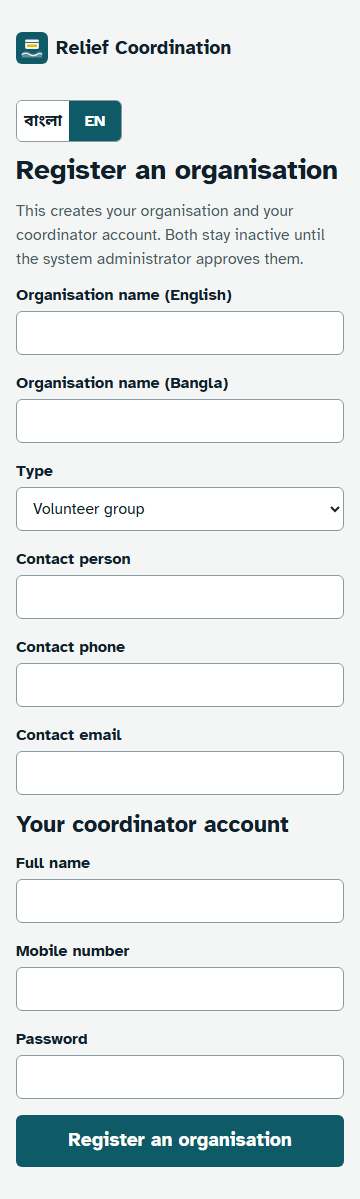 Relief Coordination
বাংলা EN
Register an organisation
This creates your organisation and your
coordinator account. Both stay inactive until
the system administrator approves them.
Organisation name (English)
Organisation name (Bangla)
Type
Volunteer group
Contact person
Contact phone
Contact email
Your coordinator account
Full name
Mobile number
Password
Register an organisation